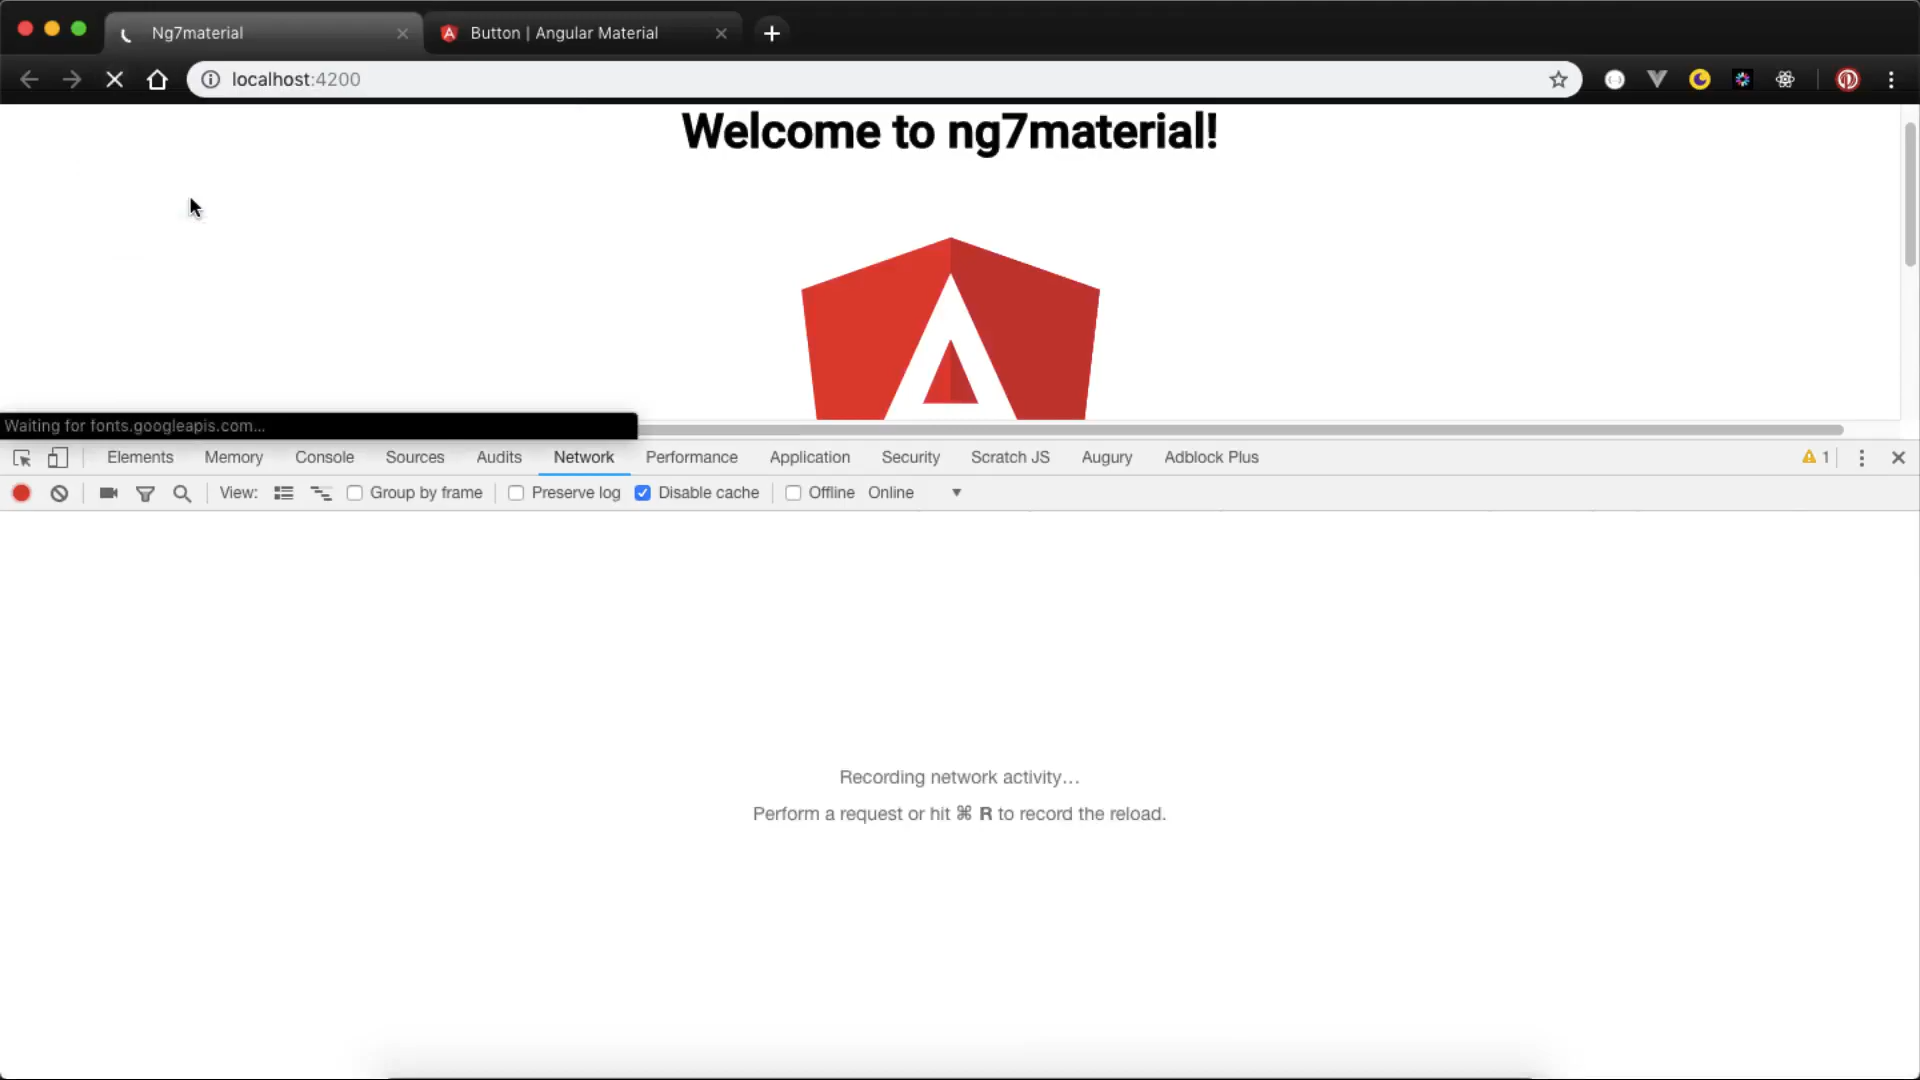 Ng7material
Button | Angular Material
localhost:4200
Welcome to ng7material!
Waiting for fonts.googleapis.com...
Elements Memory Console Sources Audits Network Performance Application Security Scratch JS Augury Adblock Plus 1
View: Group by frame Preserve log Disable cache Offline Online
Recording network activity…
Perform a request or hit ⌘ R to record the reload.